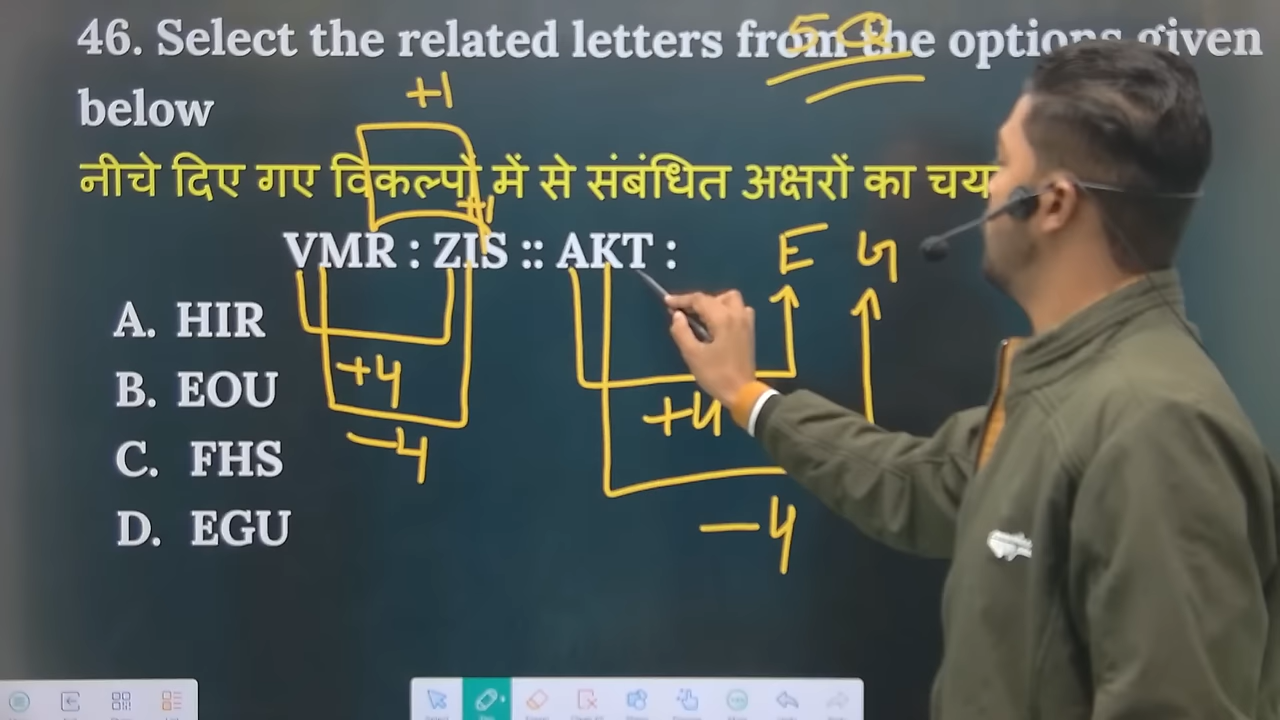 46. Select the related letters from the options given
below
नीचे दिए गए विकल्पों में से संबंधित अक्षरों का चय
VMR : ZIS :: AKT :
A. HIR
B. EOU
C. FHS
D. EGU
+1
+1
+4
-4
E G
+4
-4